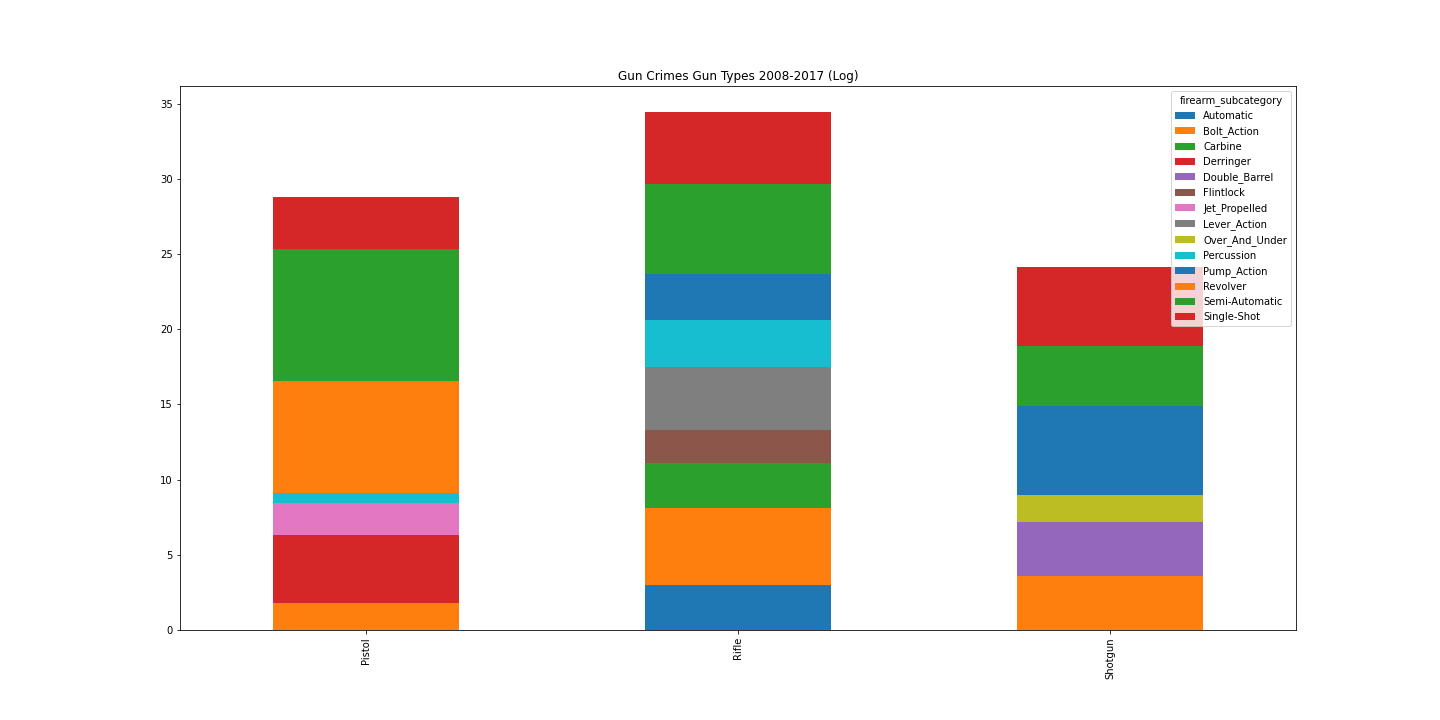 Gun Crimes Gun Types 2008-2017 (Log)
35
30
25
20
15
10
5
0
firearm_subcategory
Automatic
Bolt_Action
Carbine
Derringer
Double_Barrel
Flintlock
Jet_Propelled
Lever_Action
Over_And_Under
Percussion
Pump_Action
Revolver
Semi-Automatic
Single-Shot
Pistol
Rifle
Shotgun